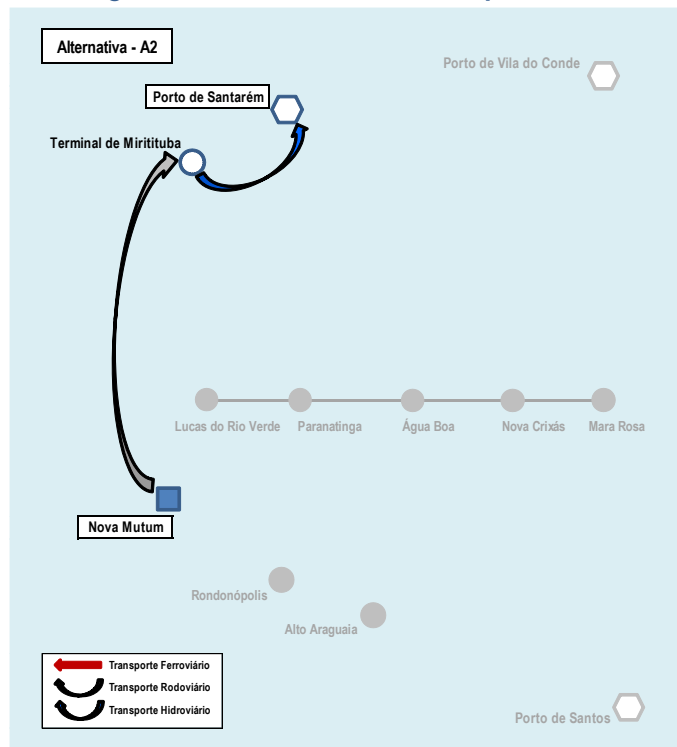 Alternativa - A2
Porto de Vila do Conde
Porto de Santarém
Terminal de Miritituba
Lucas do Rio Verde
Paranatinga
Água Boa
Nova Crixás
Mara Rosa
Nova Mutum
Rondonópolis
Alto Araguaia
Transporte Ferroviário
Transporte Rodoviário
Transporte Hidroviário
Porto de Santos